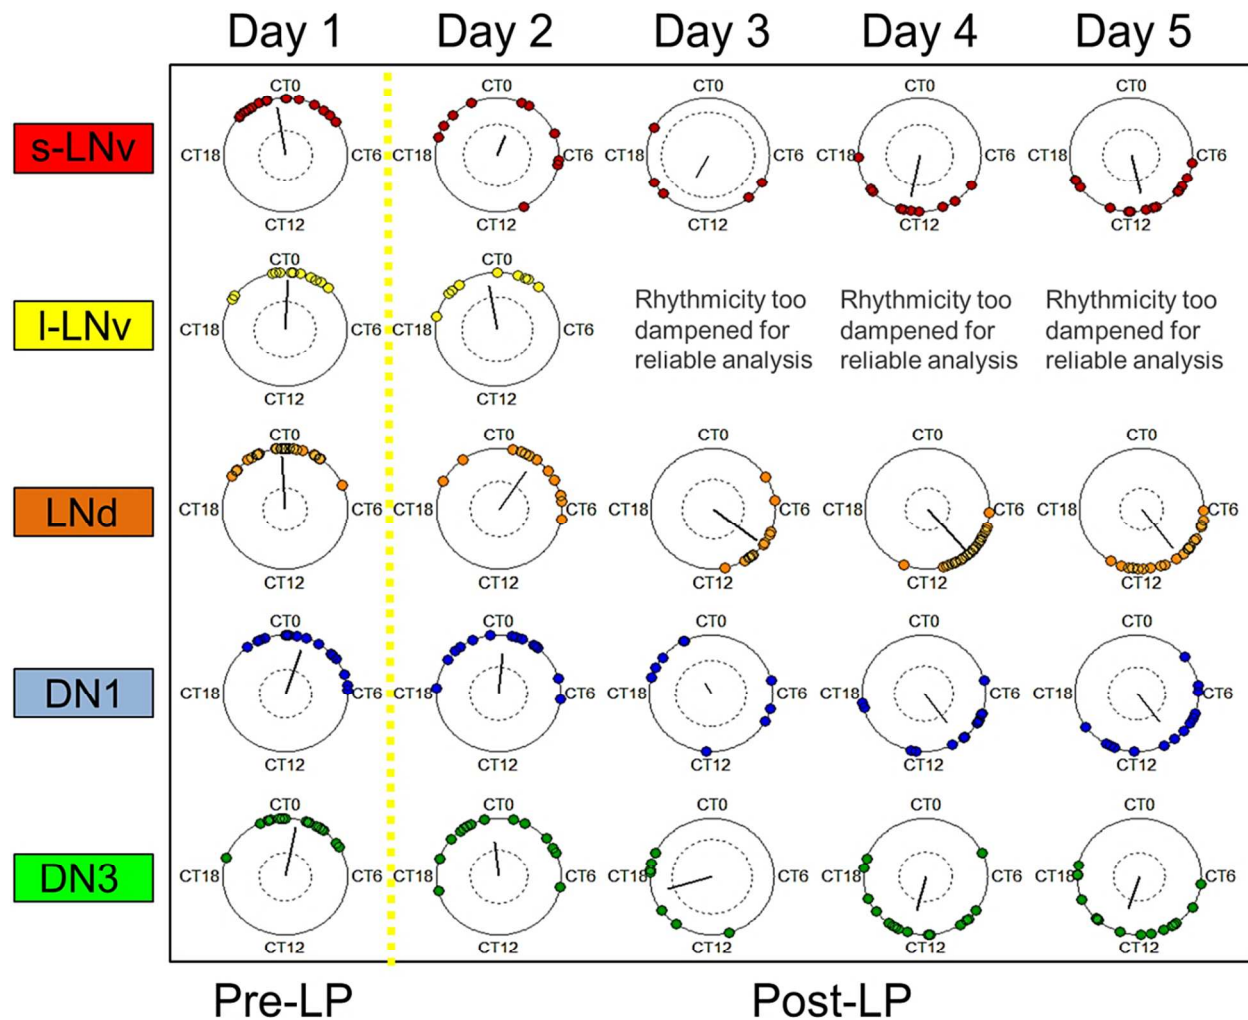 Day 1 Day 2 Day 3 Day 4 Day 5
s-LNv
CT0
CT18 CT6
CT12
CT0
CT18 CT6
CT12
CT0
CT18 CT6
CT12
CT0
CT18 CT6
CT12
CT0
CT18 CT6
CT12
l-LNv
CT0
CT18 CT6
CT12
CT0
CT18 CT6
CT12
Rhythmicity too
dampened for
reliable analysis
Rhythmicity too
dampened for
reliable analysis
Rhythmicity too
dampened for
reliable analysis
LNd
CT0
CT18 CT6
CT12
CT0
CT18 CT6
CT12
CT0
CT18 CT6
CT12
CT0
CT18 CT6
CT12
CT0
CT18 CT6
CT12
DN1
CT0
CT18 CT6
CT12
CT0
CT18 CT6
CT12
CT0
CT18 CT6
CT12
CT0
CT18 CT6
CT12
CT0
CT18 CT6
CT12
DN3
CT0
CT18 CT6
CT12
CT0
CT18 CT6
CT12
CT0
CT18 CT6
CT12
CT0
CT18 CT6
CT12
CT0
CT18 CT6
CT12
Pre-LP Post-LP